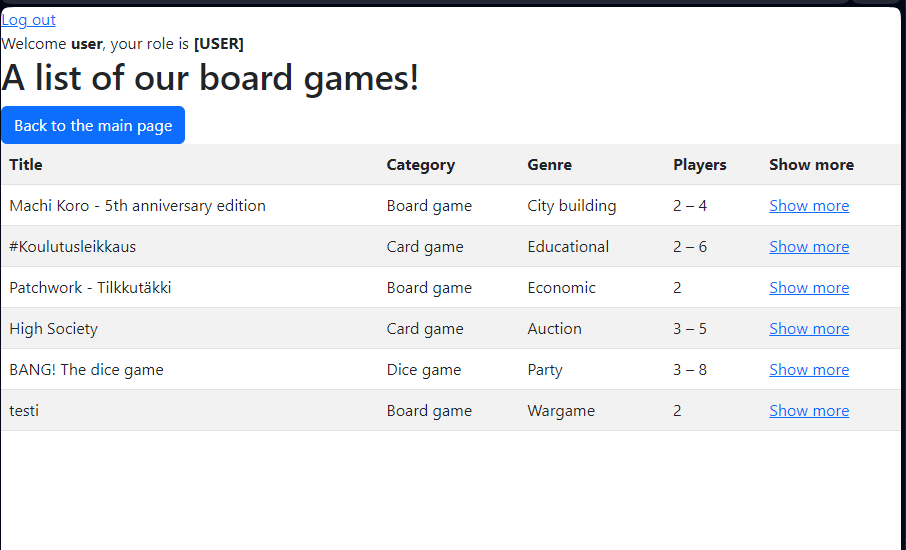 Log out
Welcome user, your role is [USER]
A list of our board games!
Back to the main page
Title Category Genre Players Show more
Machi Koro - 5th anniversary edition Board game City building 2 – 4 Show more
#Koulutusleikkaus Card game Educational 2 – 6 Show more
Patchwork - Tilkkutäkki Board game Economic 2 Show more
High Society Card game Auction 3 – 5 Show more
BANG! The dice game Dice game Party 3 – 8 Show more
testi Board game Wargame 2 Show more